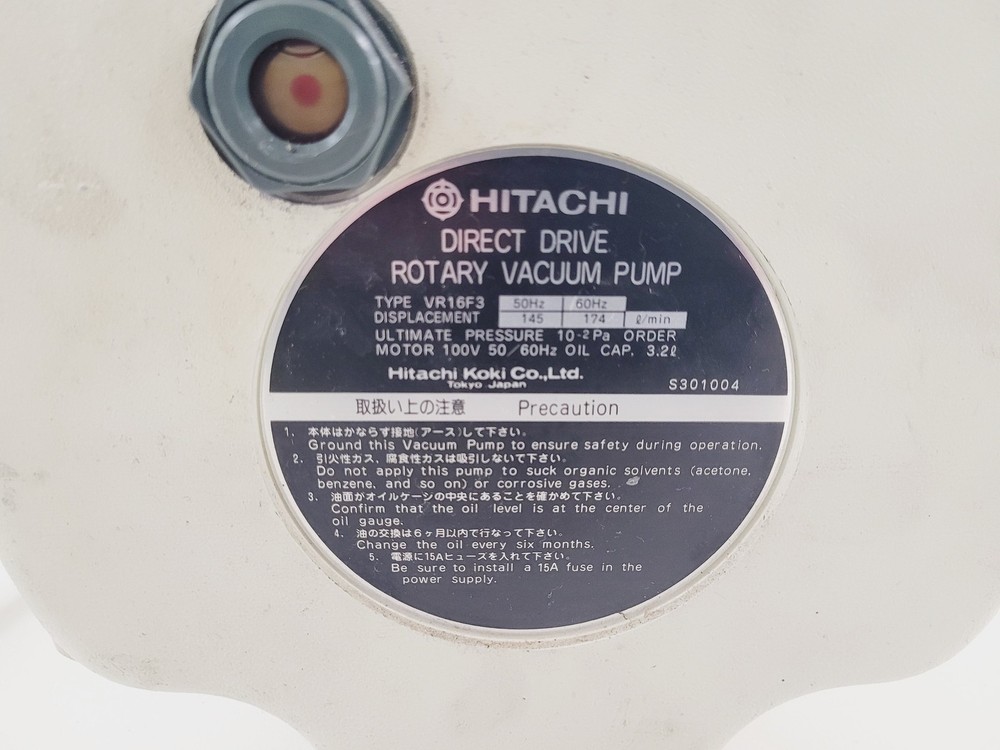 HITACHI
DIRECT DRIVE
ROTARY VACUUM PUMP
TYPE VR16F3 50Hz 60Hz
DISPLACEMENT 145 174 ℓ/min
ULTIMATE PRESSURE 10⁻²Pa ORDER
MOTOR 100V 50/60Hz OIL CAP. 3.2ℓ
Hitachi Koki Co.,Ltd.
Tokyo Japan
S301004
取扱い上の注意 Precaution
1. 本体はかならず接地(アース)して下さい。
Ground this Vacuum Pump to ensure safety during operation.
2. 引火性ガス、腐食性ガスは吸引しないて下さい。
Do not apply this pump to suck organic solvents (acetone,
benzene, and so on) or corrosive gases.
3. 油面がオイルケージの中央にあることを確かめて下さい。
Confirm that the oil level is at the center of the
oil gauge.
4. 油の交換は6ヶ月以内で行なって下さい。
Change the oil every six months.
5. 電源に15Aヒューズを入れて下さい。
Be sure to install a 15A fuse in the
power supply.